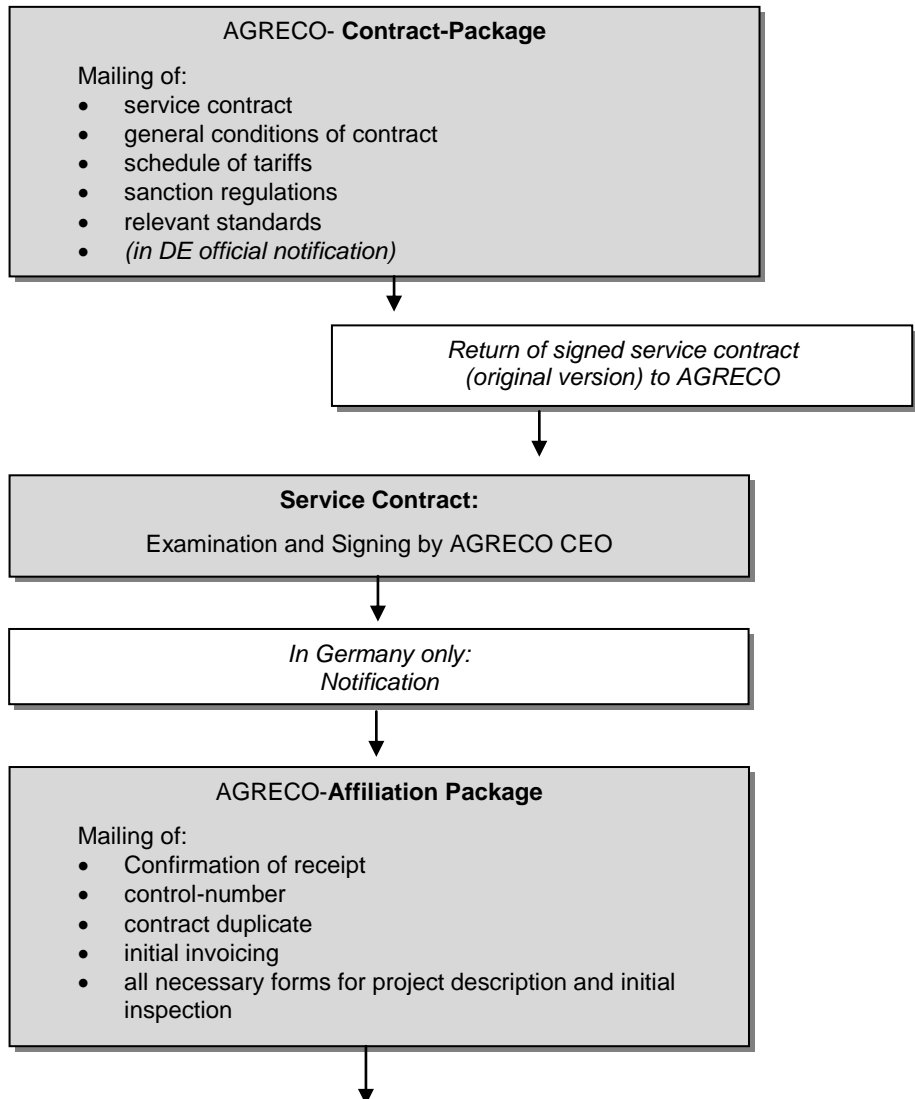 AGRECO- Contract-Package
Mailing of:
• service contract
• general conditions of contract
• schedule of tariffs
• sanction regulations
• relevant standards
• (in DE official notification)
Return of signed service contract
(original version) to AGRECO
Service Contract:
Examination and Signing by AGRECO CEO
In Germany only:
Notification
AGRECO-Affiliation Package
Mailing of:
• Confirmation of receipt
• control-number
• contract duplicate
• initial invoicing
• all necessary forms for project description and initial
inspection